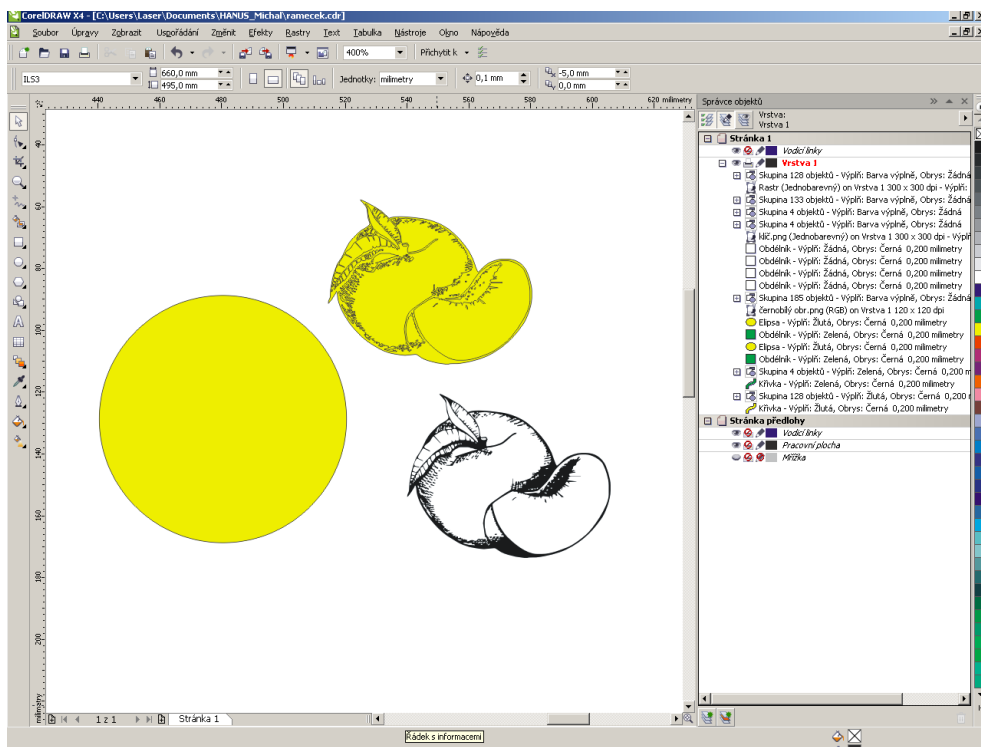 CorelDRAW X4 - [C:\Users\Laser\Documents\HANUS_Michal\ramecek.cdr]
Soubor Úpravy Zobrazit Uspořádání Změnit Efekty Rastry Text Tabulka Nástroje Okno Nápověda
400% Přichytit k
ILS3 660,0 mm 495,0 mm Jednotky: milimetry 0,1 mm -5,0 mm 0,0 mm
440 460 480 500 520 540 560 580 600 620 milimetry
40
60
80
100
120
140
160
180
200
milimetry
Správce objektů
Vrstva:
Vrstva 1
Stránka 1
Vodicí linky
Vrstva 1
Skupina 128 objektů - Výplň: Barva výplně, Obrys: Žádná
Rastr (Jednobarevný) on Vrstva 1 300 x 300 dpi - Výplň:
Skupina 133 objektů - Výplň: Barva výplně, Obrys: Žádná
Skupina 4 objektů - Výplň: Barva výplně, Obrys: Žádná
Skupina 4 objektů - Výplň: Barva výplně, Obrys: Žádná
klíč.png (Jednobarevný) on Vrstva 1 300 x 300 dpi - Výplň
Obdélník - Výplň: Žádná, Obrys: Černá 0,200 milimetry
Obdélník - Výplň: Žádná, Obrys: Černá 0,200 milimetry
Obdélník - Výplň: Žádná, Obrys: Černá 0,200 milimetry
Obdélník - Výplň: Žádná, Obrys: Černá 0,200 milimetry
Skupina 185 objektů - Výplň: Barva výplně, Obrys: Žádná
černobílý obr.png (RGB) on Vrstva 1 120 x 120 dpi
Elipsa - Výplň: Žlutá, Obrys: Černá 0,200 milimetry
Obdélník - Výplň: Zelená, Obrys: Černá 0,200 milimetry
Elipsa - Výplň: Žlutá, Obrys: Černá 0,200 milimetry
Obdélník - Výplň: Zelená, Obrys: Černá 0,200 milimetry
Skupina 4 objektů - Výplň: Zelená, Obrys: Černá 0,200 m
Křivka - Výplň: Zelená, Obrys: Černá 0,200 milimetry
Skupina 128 objektů - Výplň: Žlutá, Obrys: Černá 0,200
Křivka - Výplň: Žlutá, Obrys: Černá 0,200 milimetry
Stránka předlohy
Vodicí linky
Pracovní plocha
Mřížka
1 z 1 Stránka 1
Řádek s informacemi